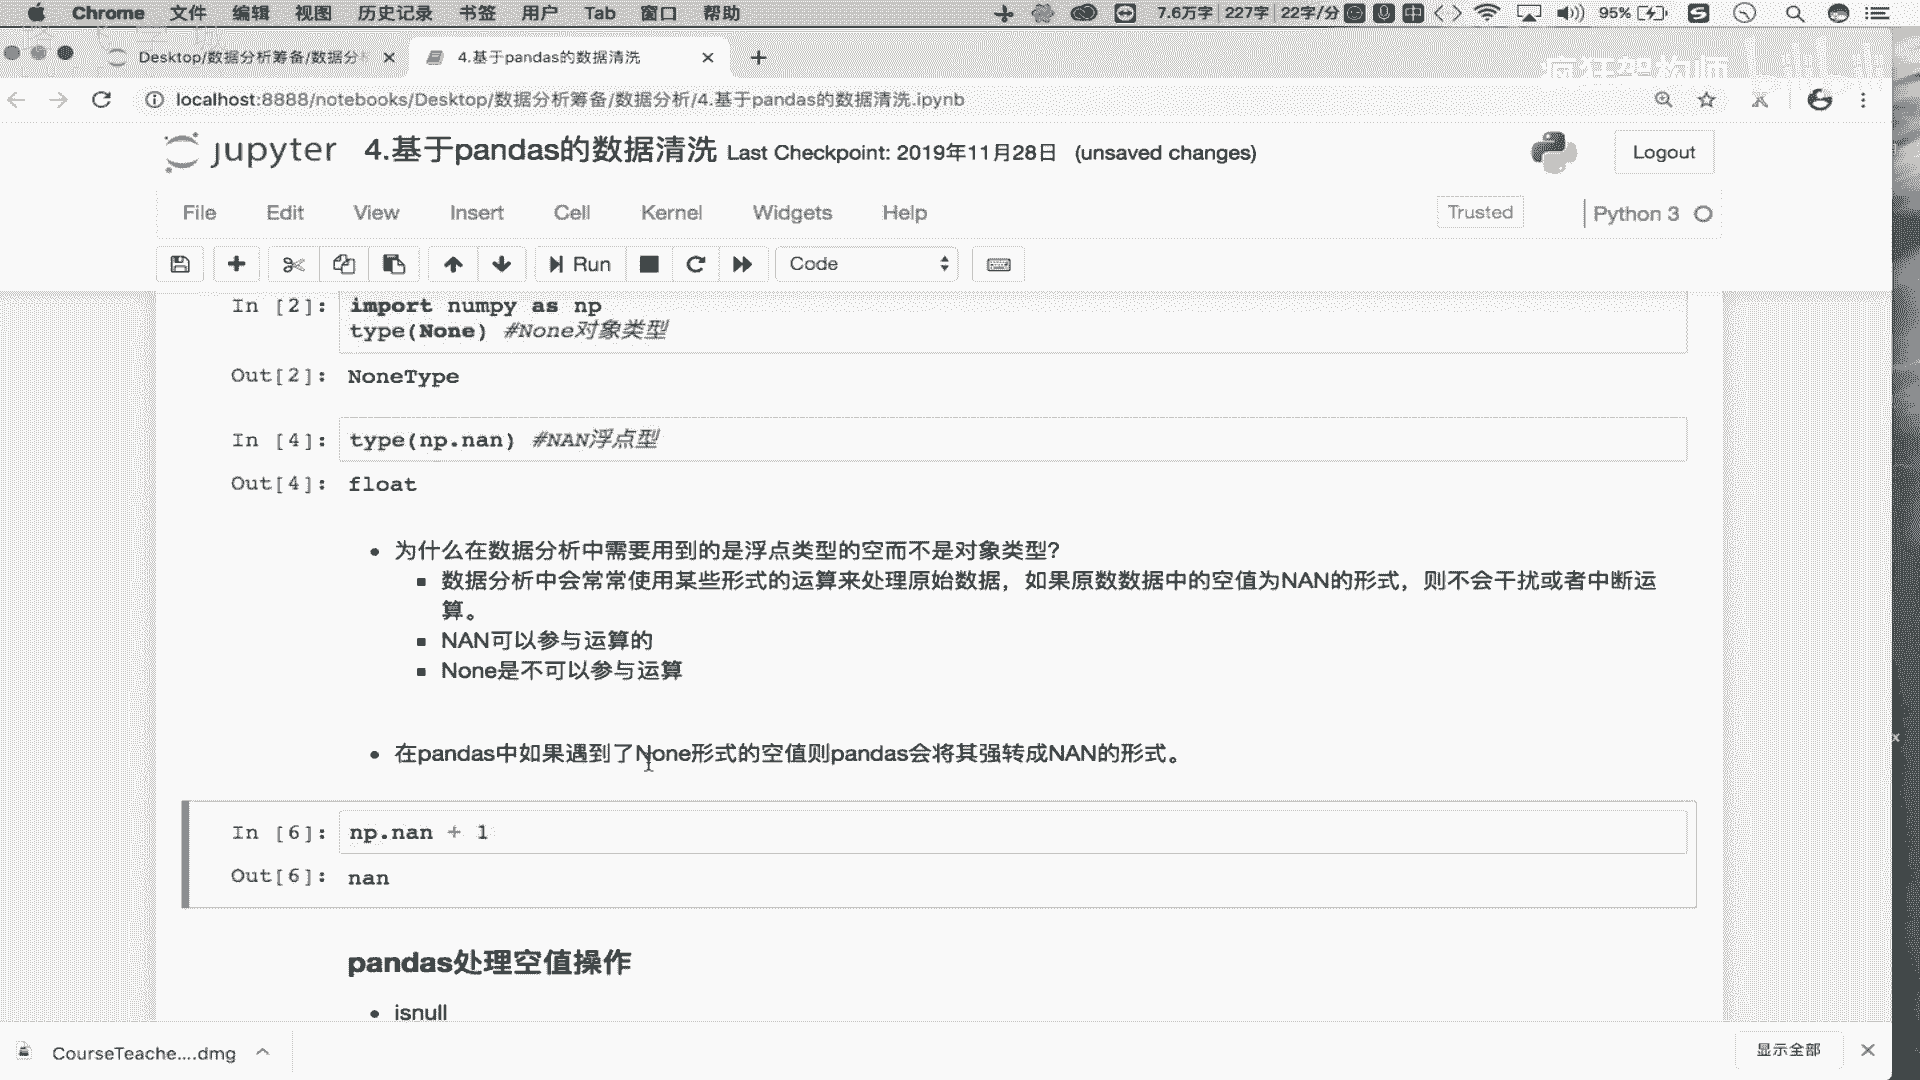 Chrome 文件 编辑 视图 历史记录 书签 用户 Tab 窗口 帮助 7.6万字 227字 22字/分 中 95%
Desktop/数据分析筹备/数据分 4.基于pandas的数据清洗
疯狂架构师 bilibili
localhost:8888/notebooks/Desktop/数据分析筹备/数据分析/4.基于pandas的数据清洗.ipynb
jupyter 4.基于pandas的数据清洗 Last Checkpoint: 2019年11月28日 (unsaved changes) Logout
File Edit View Insert Cell Kernel Widgets Help Trusted Python 3
Run Code
In [2]: import numpy as np
type(None) #None对象类型
Out[2]: NoneType
In [4]: type(np.nan) #NAN浮点型
Out[4]: float
为什么在数据分析中需要用到的是浮点类型的空而不是对象类型?
数据分析中会常常使用某些形式的运算来处理原始数据，如果原数数据中的空值为NAN的形式，则不会干扰或者中断运
算。
NAN可以参与运算的
None是不可以参与运算
在pandas中如果遇到了None形式的空值则pandas会将其强转成NAN的形式。
In [6]: np.nan + 1
Out[6]: nan
pandas处理空值操作
isnull
CourseTeache....dmg 显示全部